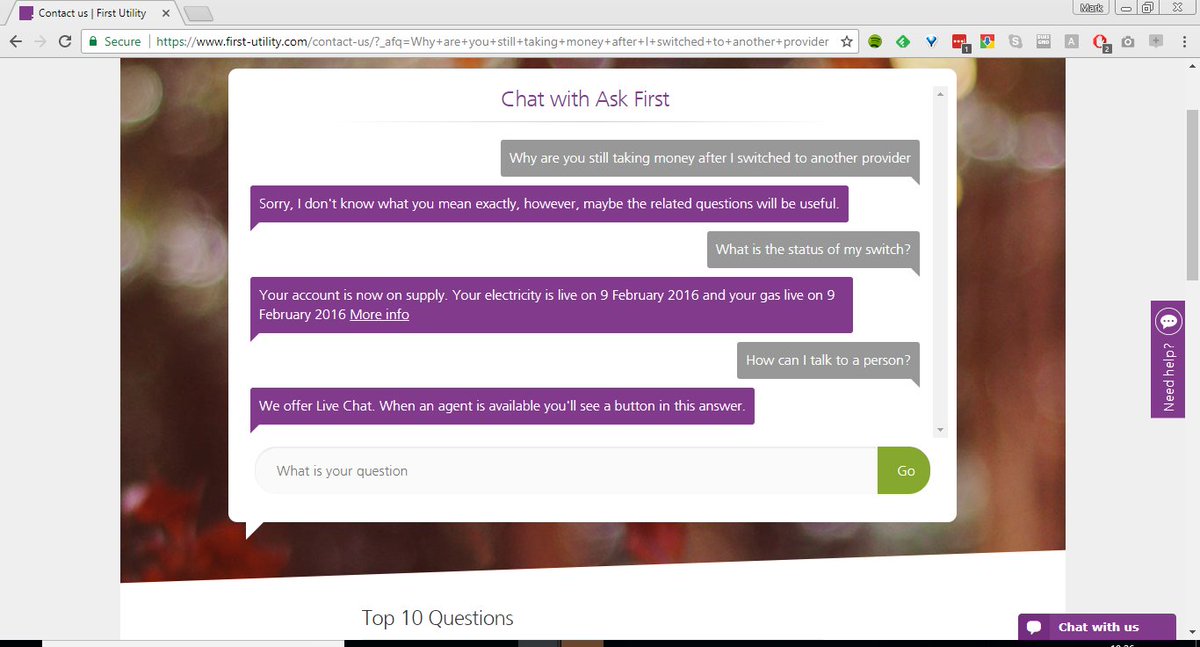 Contact us | First Utility
Mark
Secure
https://www.first-utility.com/contact-us/?_afq=Why+are+you+still+taking+money+after+I+switched+to+another+provider
1
2
Chat with Ask First
Why are you still taking money after I switched to another provider
Sorry, I don't know what you mean exactly, however, maybe the related questions will be useful.
What is the status of my switch?
Your account is now on supply. Your electricity is live on 9 February 2016 and your gas live on 9
February 2016 More info
How can I talk to a person?
We offer Live Chat. When an agent is available you'll see a button in this answer.
What is your question
Go
Need help?
Top 10 Questions
Chat with us